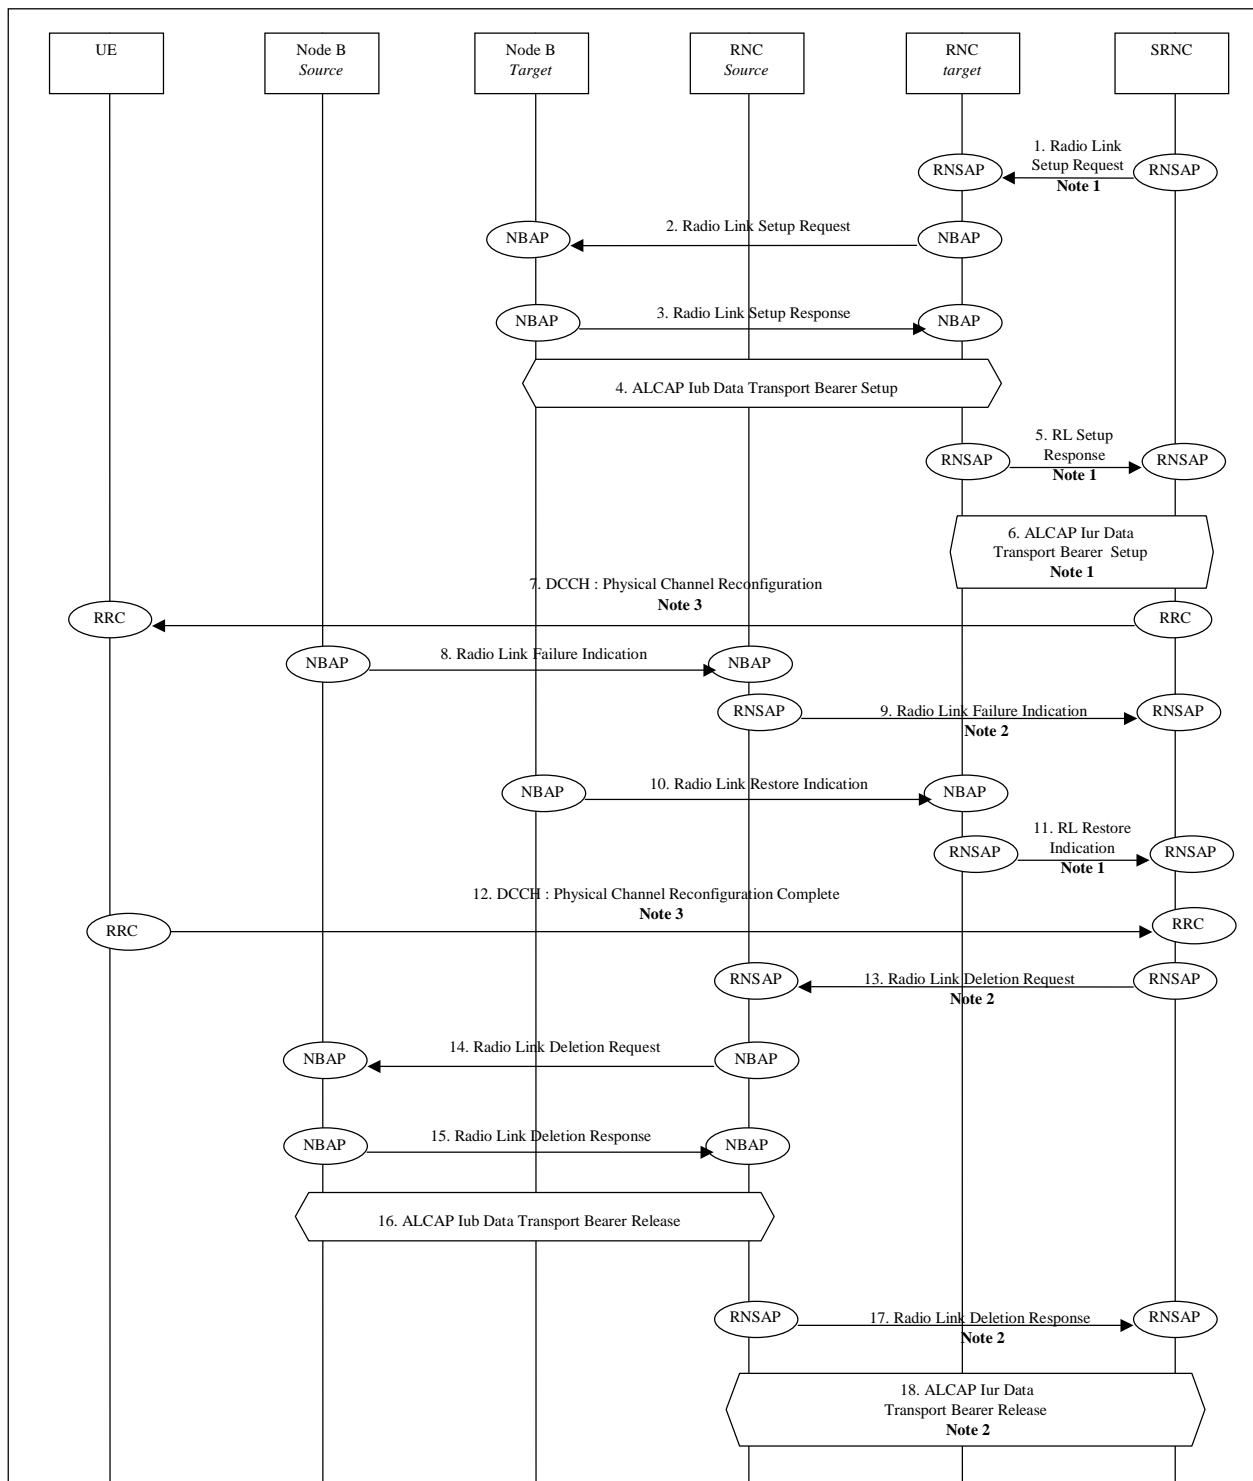 UE
Node B
Source
Node B
Target
RNC
Source
RNC
target
SRNC
1. Radio Link
Setup Request
Note 1
RNSAP
RNSAP
2. Radio Link Setup Request
NBAP
NBAP
3. Radio Link Setup Response
NBAP
NBAP
4. ALCAP Iub Data Transport Bearer Setup
5. RL Setup
Response
Note 1
RNSAP
RNSAP
6. ALCAP Iur Data
Transport Bearer Setup
Note 1
7. DCCH : Physical Channel Reconfiguration
Note 3
RRC
RRC
8. Radio Link Failure Indication
NBAP
NBAP
RNSAP
9. Radio Link Failure Indication
Note 2
RNSAP
10. Radio Link Restore Indication
NBAP
NBAP
11. RL Restore
Indication
Note 1
RNSAP
RNSAP
12. DCCH : Physical Channel Reconfiguration Complete
Note 3
RRC
RRC
RNSAP
13. Radio Link Deletion Request
Note 2
RNSAP
14. Radio Link Deletion Request
NBAP
NBAP
15. Radio Link Deletion Response
NBAP
NBAP
16. ALCAP Iub Data Transport Bearer Release
RNSAP
17. Radio Link Deletion Response
Note 2
RNSAP
18. ALCAP Iur Data
Transport Bearer Release
Note 2